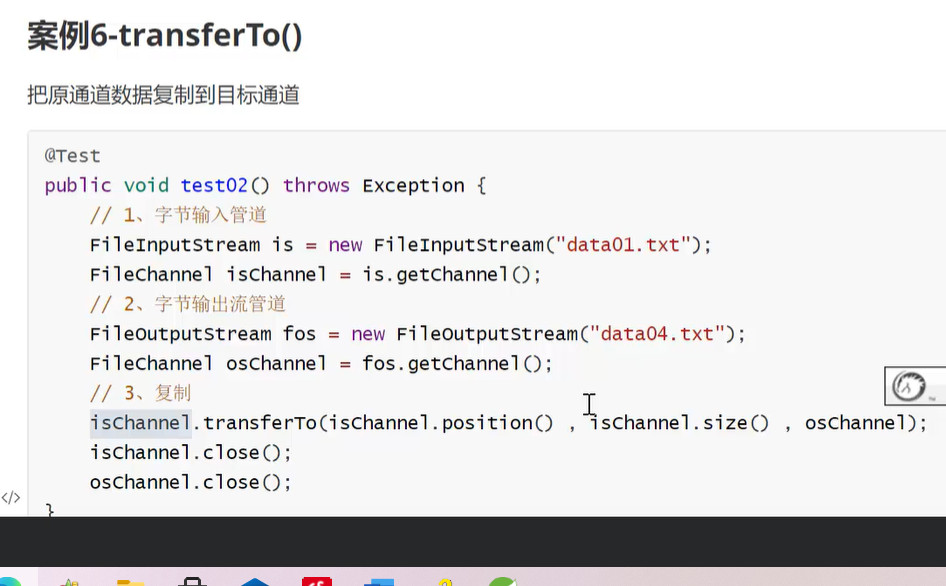 案例6-transferTo()
把原通道数据复制到目标通道
@Test
public void test02() throws Exception {
// 1、字节输入管道
FileInputStream is = new FileInputStream("data01.txt");
FileChannel isChannel = is.getChannel();
// 2、字节输出流管道
FileOutputStream fos = new FileOutputStream("data04.txt");
FileChannel osChannel = fos.getChannel();
// 3、复制
isChannel.transferTo(isChannel.position() , isChannel.size() , osChannel);
isChannel.close();
osChannel.close();
}